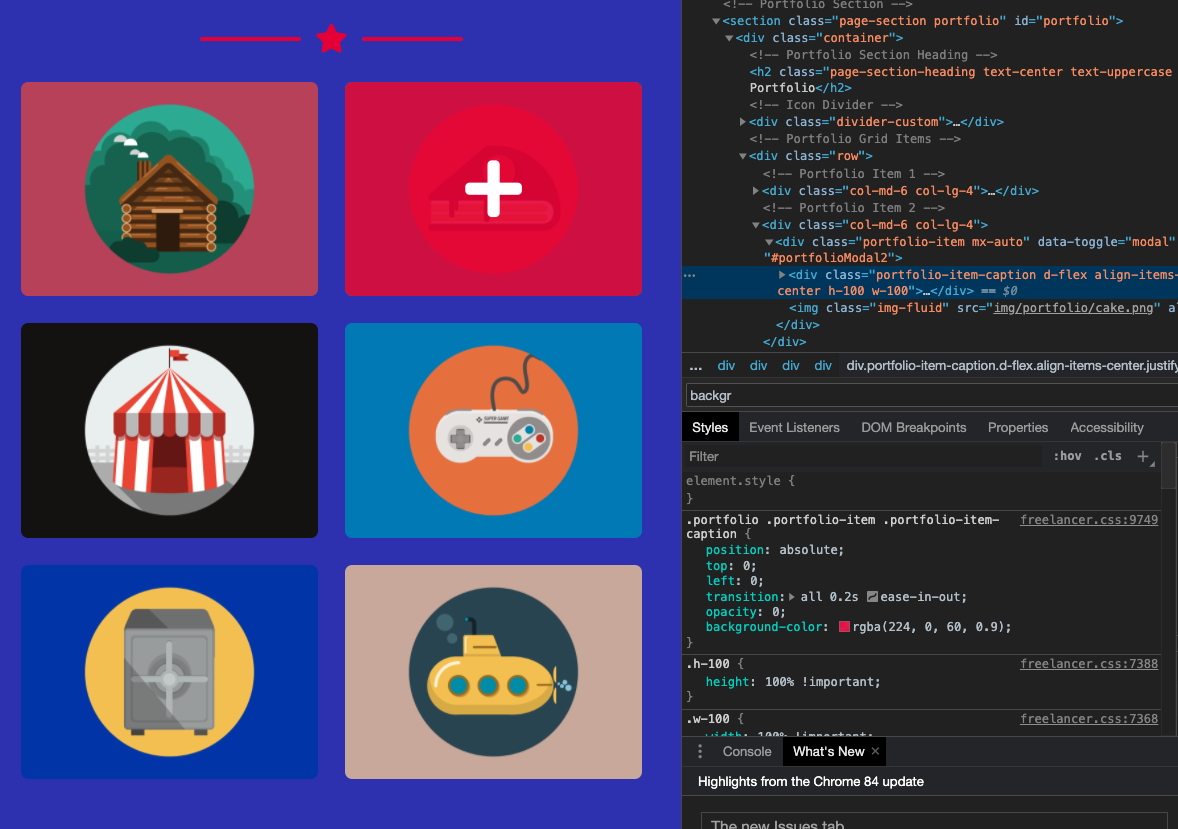 <!-- Portfolio Section -->
<section class="page-section portfolio" id="portfolio">
<div class="container">
<!-- Portfolio Section Heading -->
<h2 class="page-section-heading text-center text-uppercase
Portfolio</h2>
<!-- Icon Divider -->
<div class="divider-custom">…</div>
<!-- Portfolio Grid Items -->
<div class="row">
<!-- Portfolio Item 1 -->
<div class="col-md-6 col-lg-4">…</div>
<!-- Portfolio Item 2 -->
<div class="col-md-6 col-lg-4">
<div class="portfolio-item mx-auto" data-toggle="modal"
"#portfolioModal2">
<div class="portfolio-item-caption d-flex align-items-
center h-100 w-100">…</div> == $0
<img class="img-fluid" src="img/portfolio/cake.png" a
</div>
</div>
... div div div div div.portfolio-item-caption.d-flex.align-items-center.justify
backgr
Styles Event Listeners DOM Breakpoints Properties Accessibility
Filter :hov .cls +
element.style {
}
.portfolio .portfolio-item .portfolio-item- freelancer.css:9749
caption {
position: absolute;
top: 0;
left: 0;
transition: all 0.2s ease-in-out;
opacity: 0;
background-color: rgba(224, 0, 60, 0.9);
}
.h-100 { freelancer.css:7388
height: 100% !important;
}
.w-100 { freelancer.css:7368
width: 100% !important;
Console What's New ×
Highlights from the Chrome 84 update
The new Issues tab
SUPER GAME